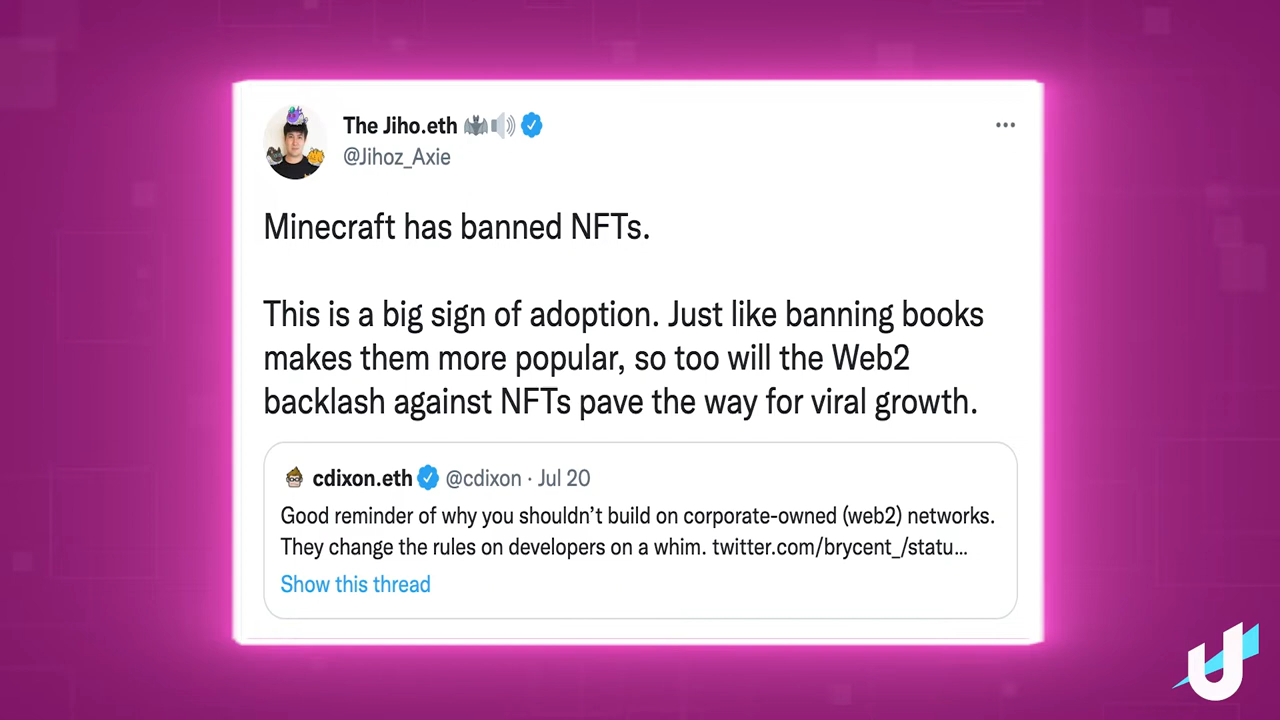 The Jiho.eth
@Jihoz_Axie
Minecraft has banned NFTs.
This is a big sign of adoption. Just like banning books
makes them more popular, so too will the Web2
backlash against NFTs pave the way for viral growth.
cdixon.eth @cdixon · Jul 20
Good reminder of why you shouldn’t build on corporate-owned (web2) networks.
They change the rules on developers on a whim. twitter.com/brycent_/statu…
Show this thread
U